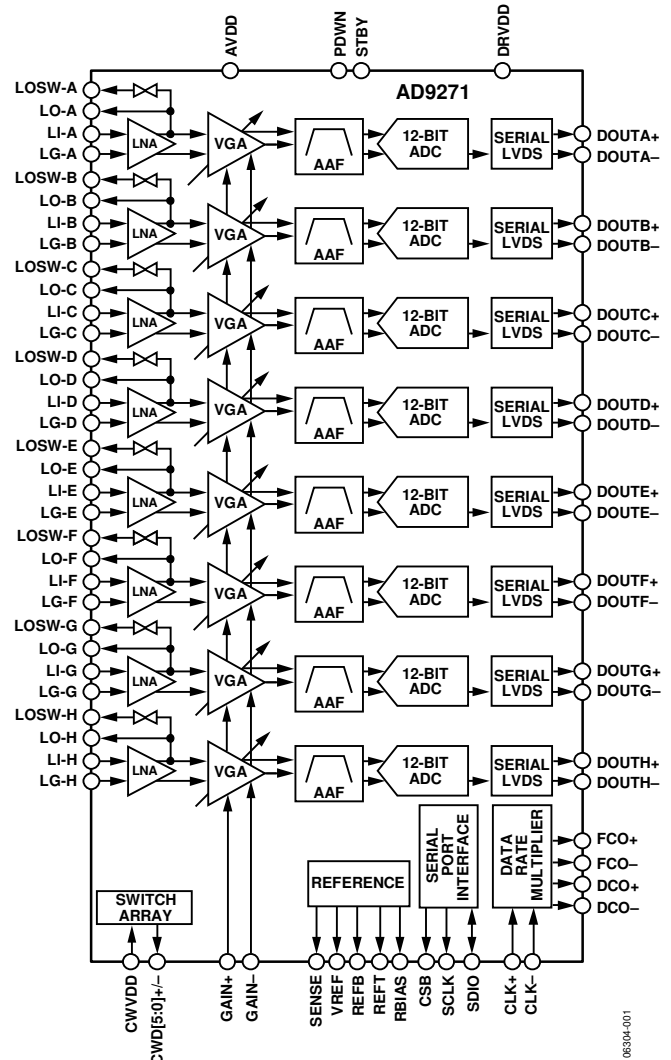 AVDD
PDWN
STBY
DRVDD
AD9271
LOSW-A
LO-A
LI-A
LG-A
LNA
VGA
AAF
12-BIT
ADC
SERIAL
LVDS
DOUTA+
DOUTA–
LOSW-B
LO-B
LI-B
LG-B
LNA
VGA
AAF
12-BIT
ADC
SERIAL
LVDS
DOUTB+
DOUTB–
LOSW-C
LO-C
LI-C
LG-C
LNA
VGA
AAF
12-BIT
ADC
SERIAL
LVDS
DOUTC+
DOUTC–
LOSW-D
LO-D
LI-D
LG-D
LNA
VGA
AAF
12-BIT
ADC
SERIAL
LVDS
DOUTD+
DOUTD–
LOSW-E
LO-E
LI-E
LG-E
LNA
VGA
AAF
12-BIT
ADC
SERIAL
LVDS
DOUTE+
DOUTE–
LOSW-F
LO-F
LI-F
LG-F
LNA
VGA
AAF
12-BIT
ADC
SERIAL
LVDS
DOUTF+
DOUTF–
LOSW-G
LO-G
LI-G
LG-G
LNA
VGA
AAF
12-BIT
ADC
SERIAL
LVDS
DOUTG+
DOUTG–
LOSW-H
LO-H
LI-H
LG-H
LNA
VGA
AAF
12-BIT
ADC
SERIAL
LVDS
DOUTH+
DOUTH–
SWITCH
ARRAY
REFERENCE
SERIAL
PORT
INTERFACE
DATA
RATE
MULTIPLIER
FCO+
FCO–
DCO+
DCO–
CWVDD
CWD[5:0]+/–
GAIN+
GAIN–
SENSE
VREF
REFB
REFT
RBIAS
CSB
SCLK
SDIO
CLK+
CLK–
06304-001